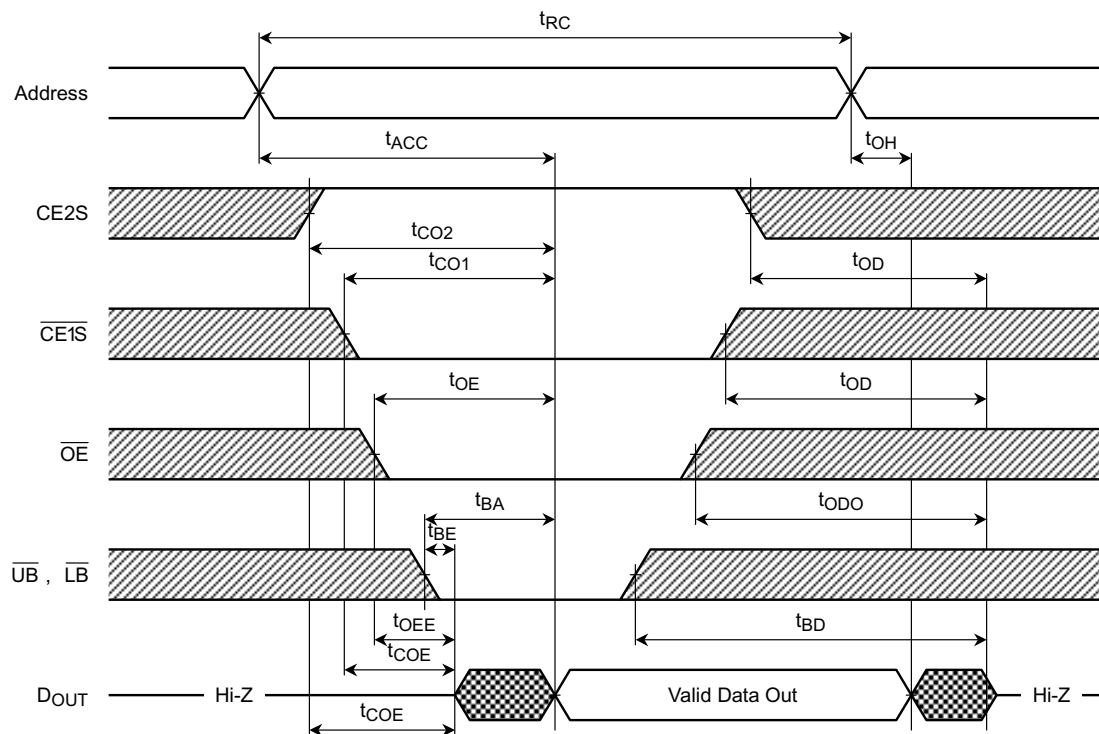 tRC
Address
tACC
tOH
CE2S
tCO2
tCO1
tOD
CE1S
tOE
tOD
OE
tBA
tODO
tBE
UB , LB
tOEE
tBD
tCOE
DOUT
Hi-Z
Valid Data Out
Hi-Z
tCOE